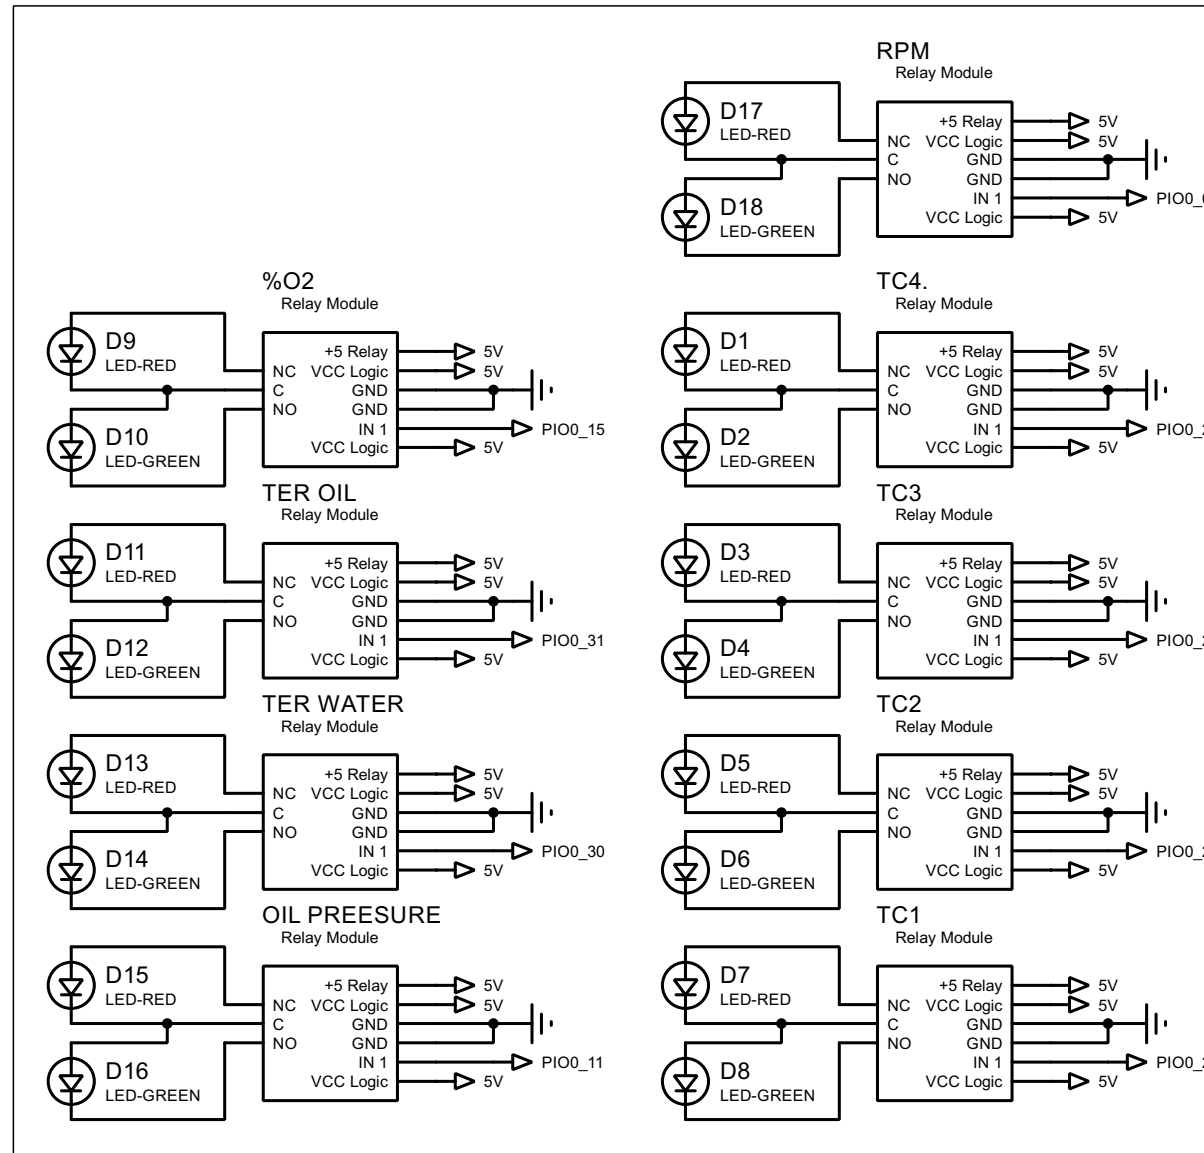 RPM
Relay Module
D17
LED-RED
D18
LED-GREEN
NC
C
NO
+5 Relay
VCC Logic
GND
GND
IN 1
VCC Logic
5V
5V
5V
%O2
Relay Module
D9
LED-RED
D10
LED-GREEN
NC
C
NO
+5 Relay
VCC Logic
GND
GND
IN 1
VCC Logic
5V
5V
PIO0_15
5V
TC4.
Relay Module
D1
LED-RED
D2
LED-GREEN
NC
C
NO
+5 Relay
VCC Logic
GND
GND
IN 1
VCC Logic
5V
5V
5V
TER OIL
Relay Module
D11
LED-RED
D12
LED-GREEN
NC
C
NO
+5 Relay
VCC Logic
GND
GND
IN 1
VCC Logic
5V
5V
PIO0_31
5V
TC3
Relay Module
D3
LED-RED
D4
LED-GREEN
NC
C
NO
+5 Relay
VCC Logic
GND
GND
IN 1
VCC Logic
5V
5V
5V
TER WATER
Relay Module
D13
LED-RED
D14
LED-GREEN
NC
C
NO
+5 Relay
VCC Logic
GND
GND
IN 1
VCC Logic
5V
5V
PIO0_30
5V
TC2
Relay Module
D5
LED-RED
D6
LED-GREEN
NC
C
NO
+5 Relay
VCC Logic
GND
GND
IN 1
VCC Logic
5V
5V
5V
OIL PREESURE
Relay Module
D15
LED-RED
D16
LED-GREEN
NC
C
NO
+5 Relay
VCC Logic
GND
GND
IN 1
VCC Logic
5V
5V
PIO0_11
5V
TC1
Relay Module
D7
LED-RED
D8
LED-GREEN
NC
C
NO
+5 Relay
VCC Logic
GND
GND
IN 1
VCC Logic
5V
5V
5V